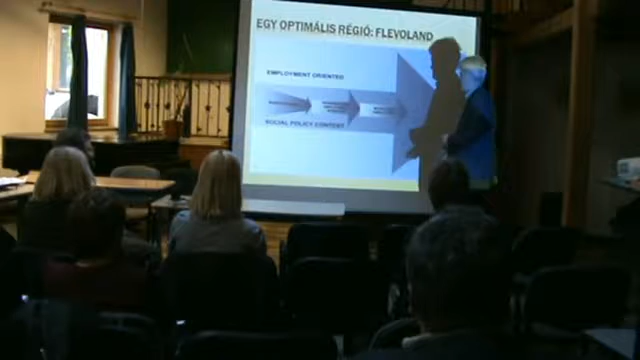 EGY OPTIMÁLIS RÉGIÓ: FLEVOLAND
EMPLOYMENT ORIENTED
SOCIAL POLICY CONTEXT